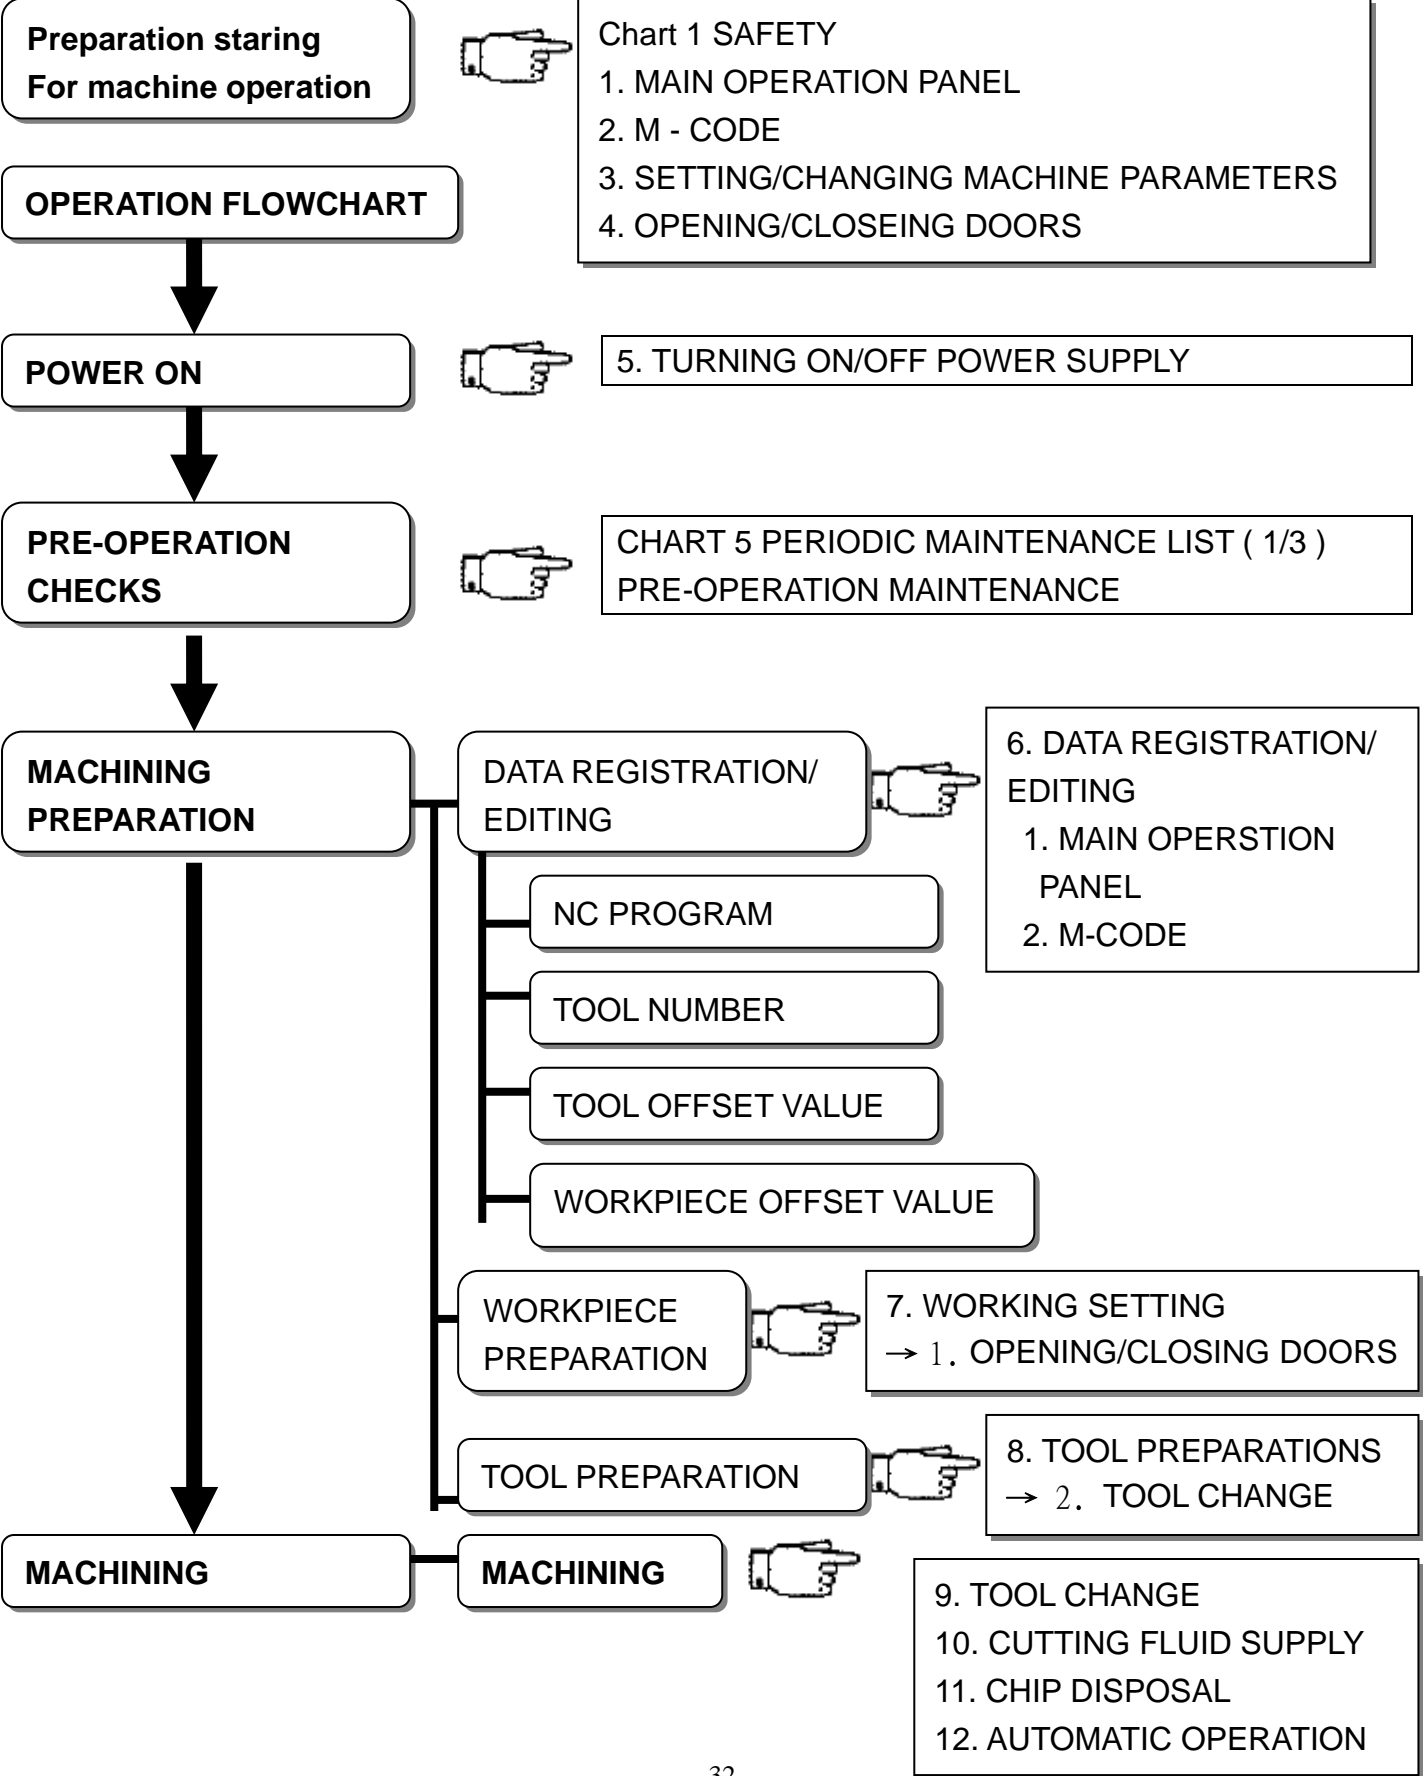 Preparation staring
For machine operation
Chart 1 SAFETY
1. MAIN OPERATION PANEL
2. M - CODE
3. SETTING/CHANGING MACHINE PARAMETERS
4. OPENING/CLOSEING DOORS
OPERATION FLOWCHART
POWER ON
5. TURNING ON/OFF POWER SUPPLY
PRE-OPERATION
CHECKS
CHART 5 PERIODIC MAINTENANCE LIST ( 1/3 )
PRE-OPERATION MAINTENANCE
MACHINING
PREPARATION
DATA REGISTRATION/
EDITING
6. DATA REGISTRATION/
EDITING
1. MAIN OPERSTION
PANEL
2. M-CODE
NC PROGRAM
TOOL NUMBER
TOOL OFFSET VALUE
WORKPIECE OFFSET VALUE
WORKPIECE
PREPARATION
7. WORKING SETTING
→ 1. OPENING/CLOSING DOORS
TOOL PREPARATION
8. TOOL PREPARATIONS
→ 2. TOOL CHANGE
MACHINING
MACHINING
9. TOOL CHANGE
10. CUTTING FLUID SUPPLY
11. CHIP DISPOSAL
12. AUTOMATIC OPERATION
32